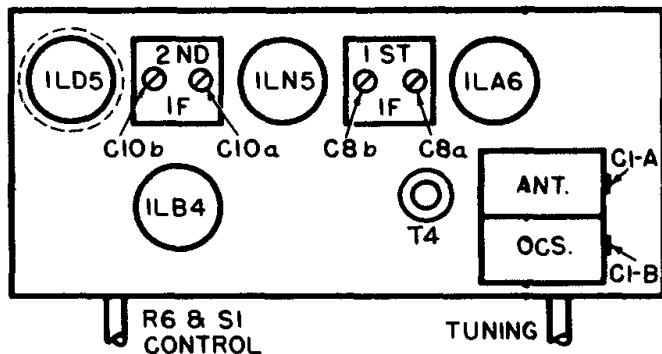 1LD5
2ND
IF
1LN5
1ST
IF
1LA6
C10b
C10a
C8b
C8a
C1-A
1LB4
T4
ANT.
OCS.
C1-B
R6 & S1
CONTROL
TUNING